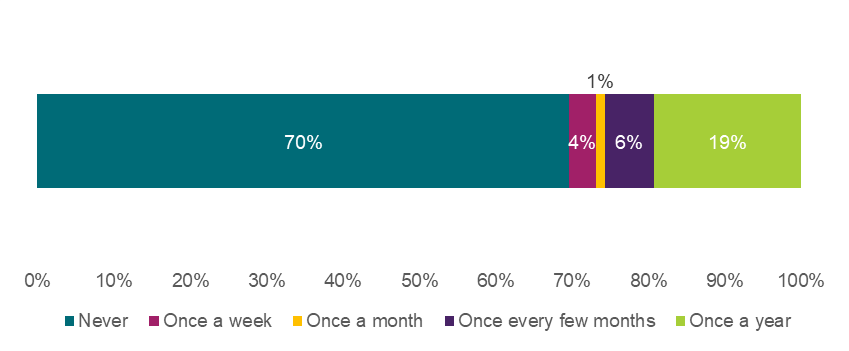 1%
70% 4% 6% 19%
0% 10% 20% 30% 40% 50% 60% 70% 80% 90% 100%
Never Once a week Once a month Once every few months Once a year